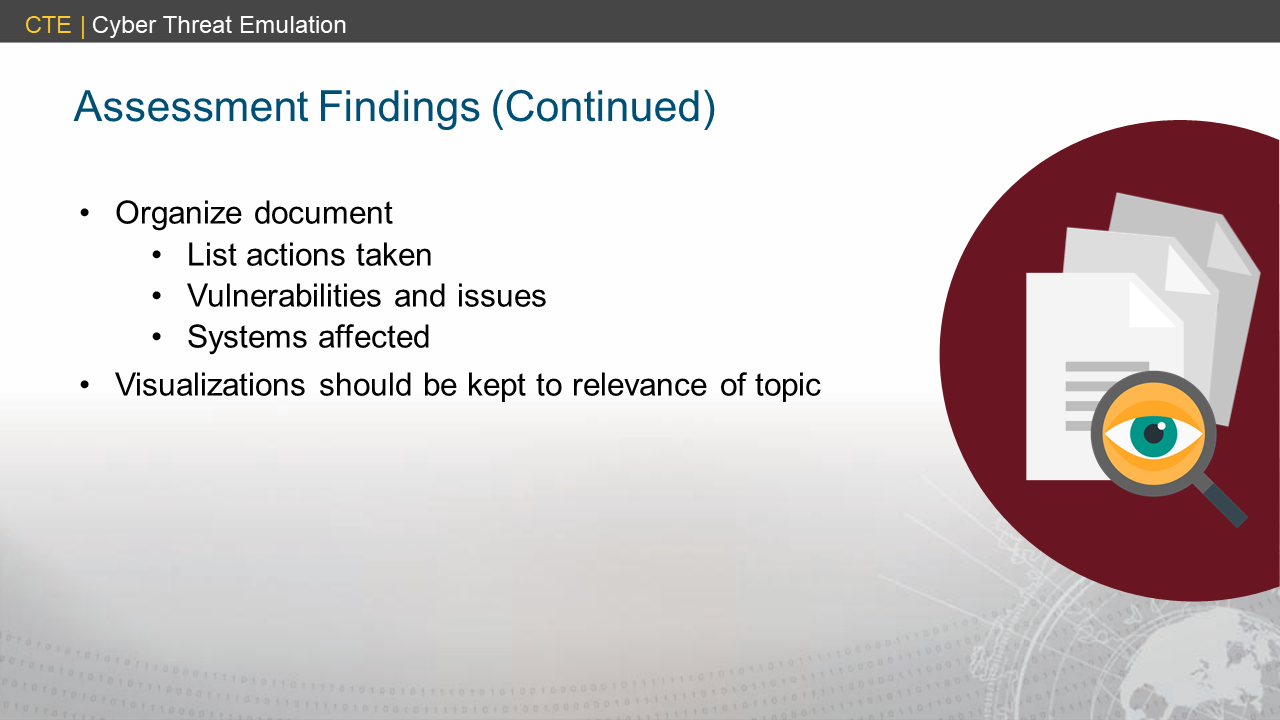 CTE | Cyber Threat Emulation
Assessment Findings (Continued)
• Organize document
• List actions taken
• Vulnerabilities and issues
• Systems affected
• Visualizations should be kept to relevance of topic